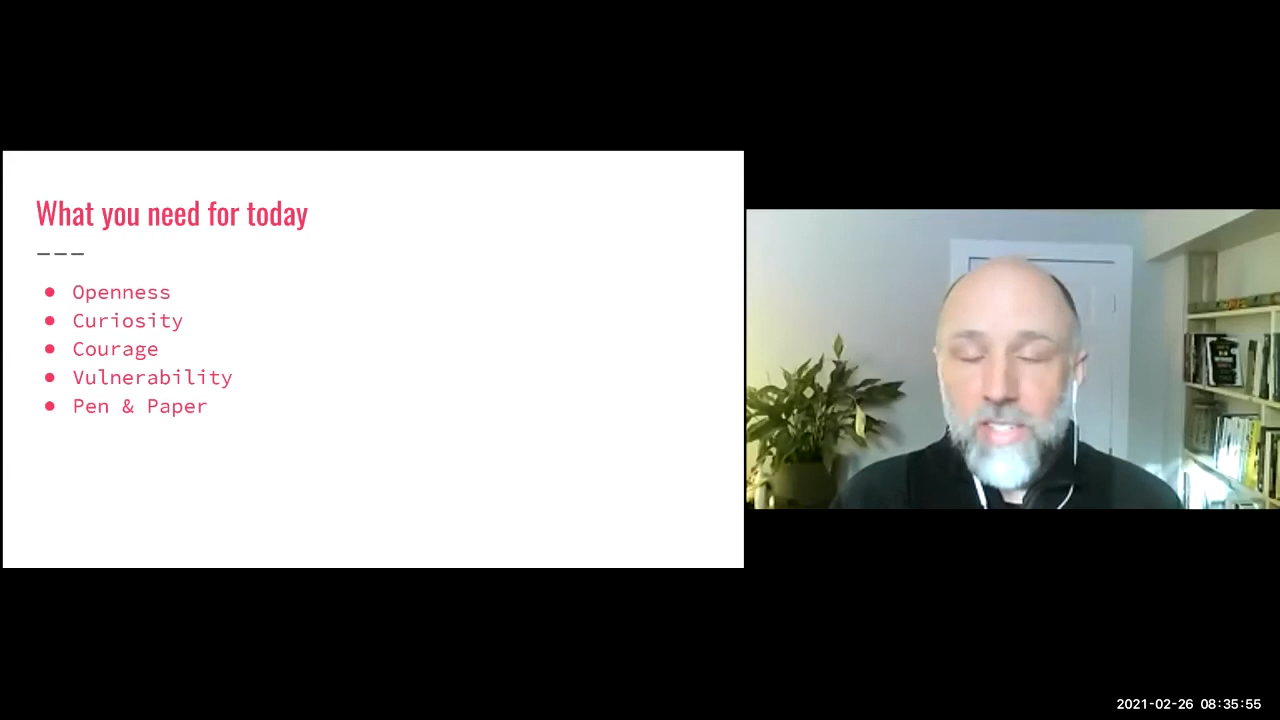 What you need for today
Openness
Curiosity
Courage
Vulnerability
Pen & Paper
2021-02-26 08:35:55